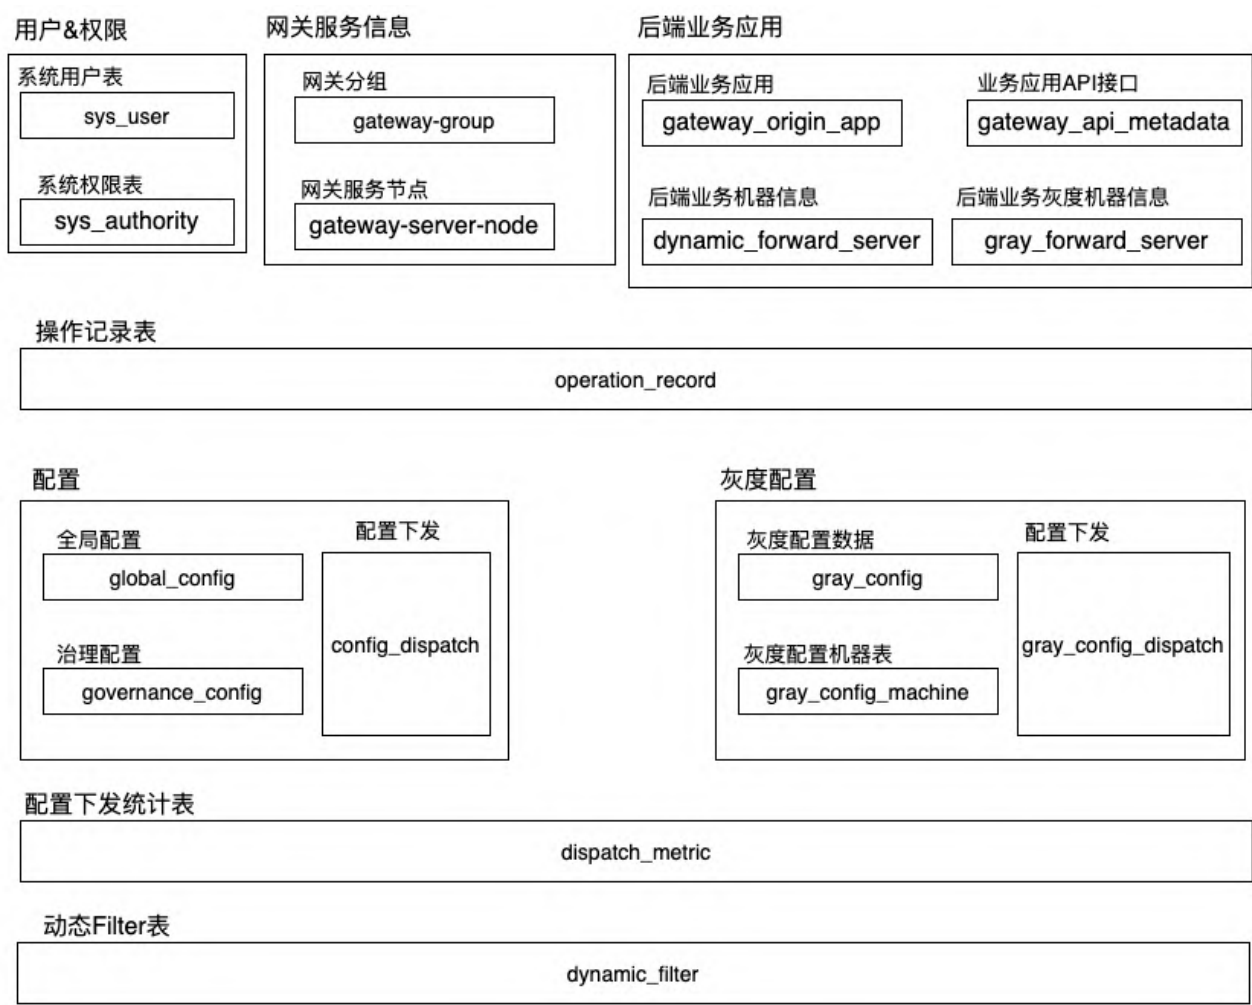 用户&权限
系统用户表
sys_user
系统权限表
sys_authority
网关服务信息
网关分组
gateway-group
网关服务节点
gateway-server-node
后端业务应用
后端业务应用
gateway_origin_app
业务应用API接口
gateway_api_metadata
后端业务机器信息
dynamic_forward_server
后端业务灰度机器信息
gray_forward_server
操作记录表
operation_record
配置
全局配置
global_config
治理配置
governance_config
配置下发
config_dispatch
灰度配置
灰度配置数据
gray_config
灰度配置机器表
gray_config_machine
配置下发
gray_config_dispatch
配置下发统计表
dispatch_metric
动态Filter表
dynamic_filter